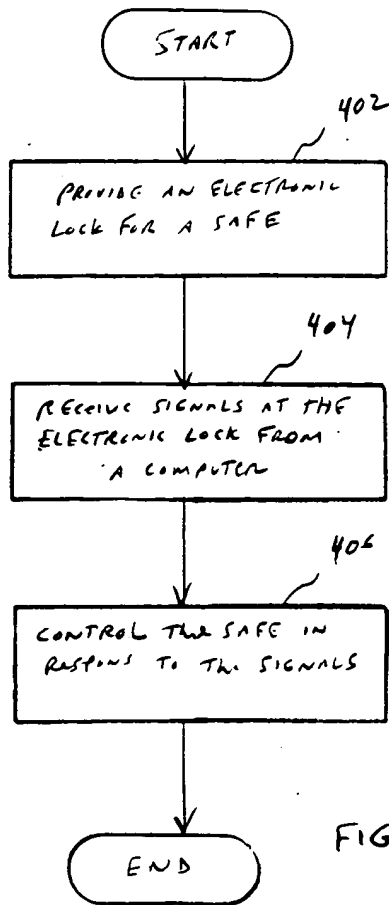 START
402
PROVIDE AN ELECTRONIC
LOCK FOR A SAFE
404
RECEIVE SIGNALS AT THE
ELECTRONIC LOCK FROM
A COMPUTER
406
CONTROL THE SAFE IN
RESPONS TO THE SIGNALS
END
FIG